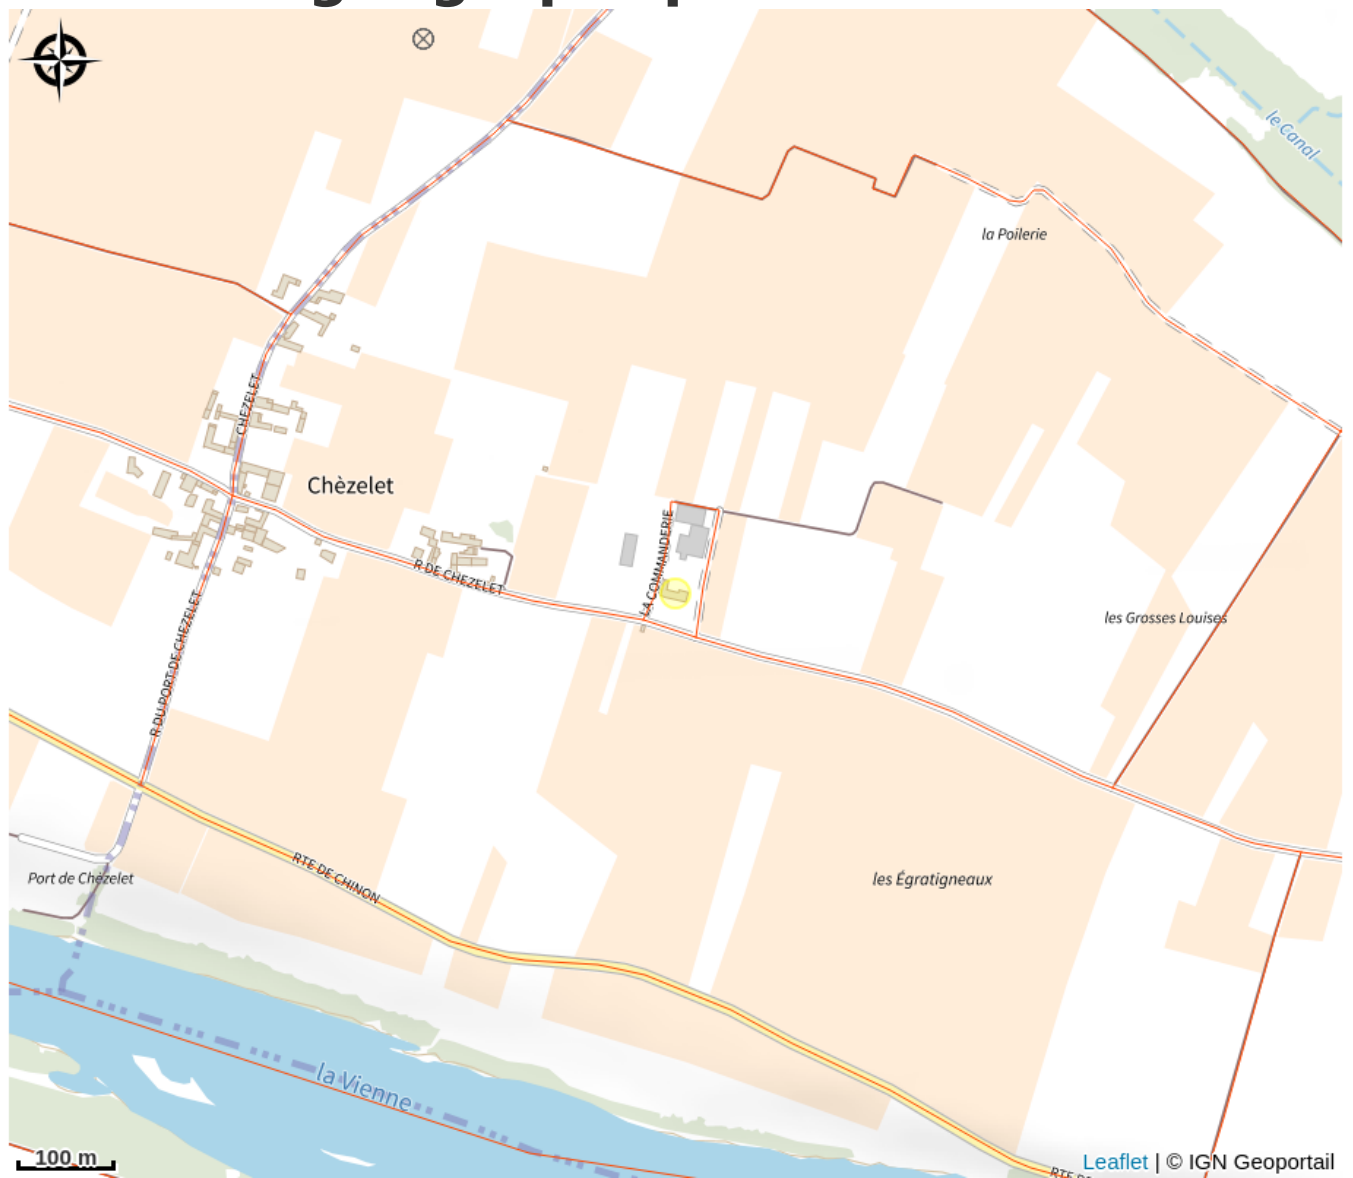 le Canal
la Poilerie
CHEZELET
Chèzelet
LA COMMANDERIE
R DE CHEZELET
les Grosses Louises
R DU PORT DE CHEZELET
RTE DE CHINON
Port de Chèzelet
les Égratigneaux
la Vienne
100 m
Leaflet | © IGN Geoportail